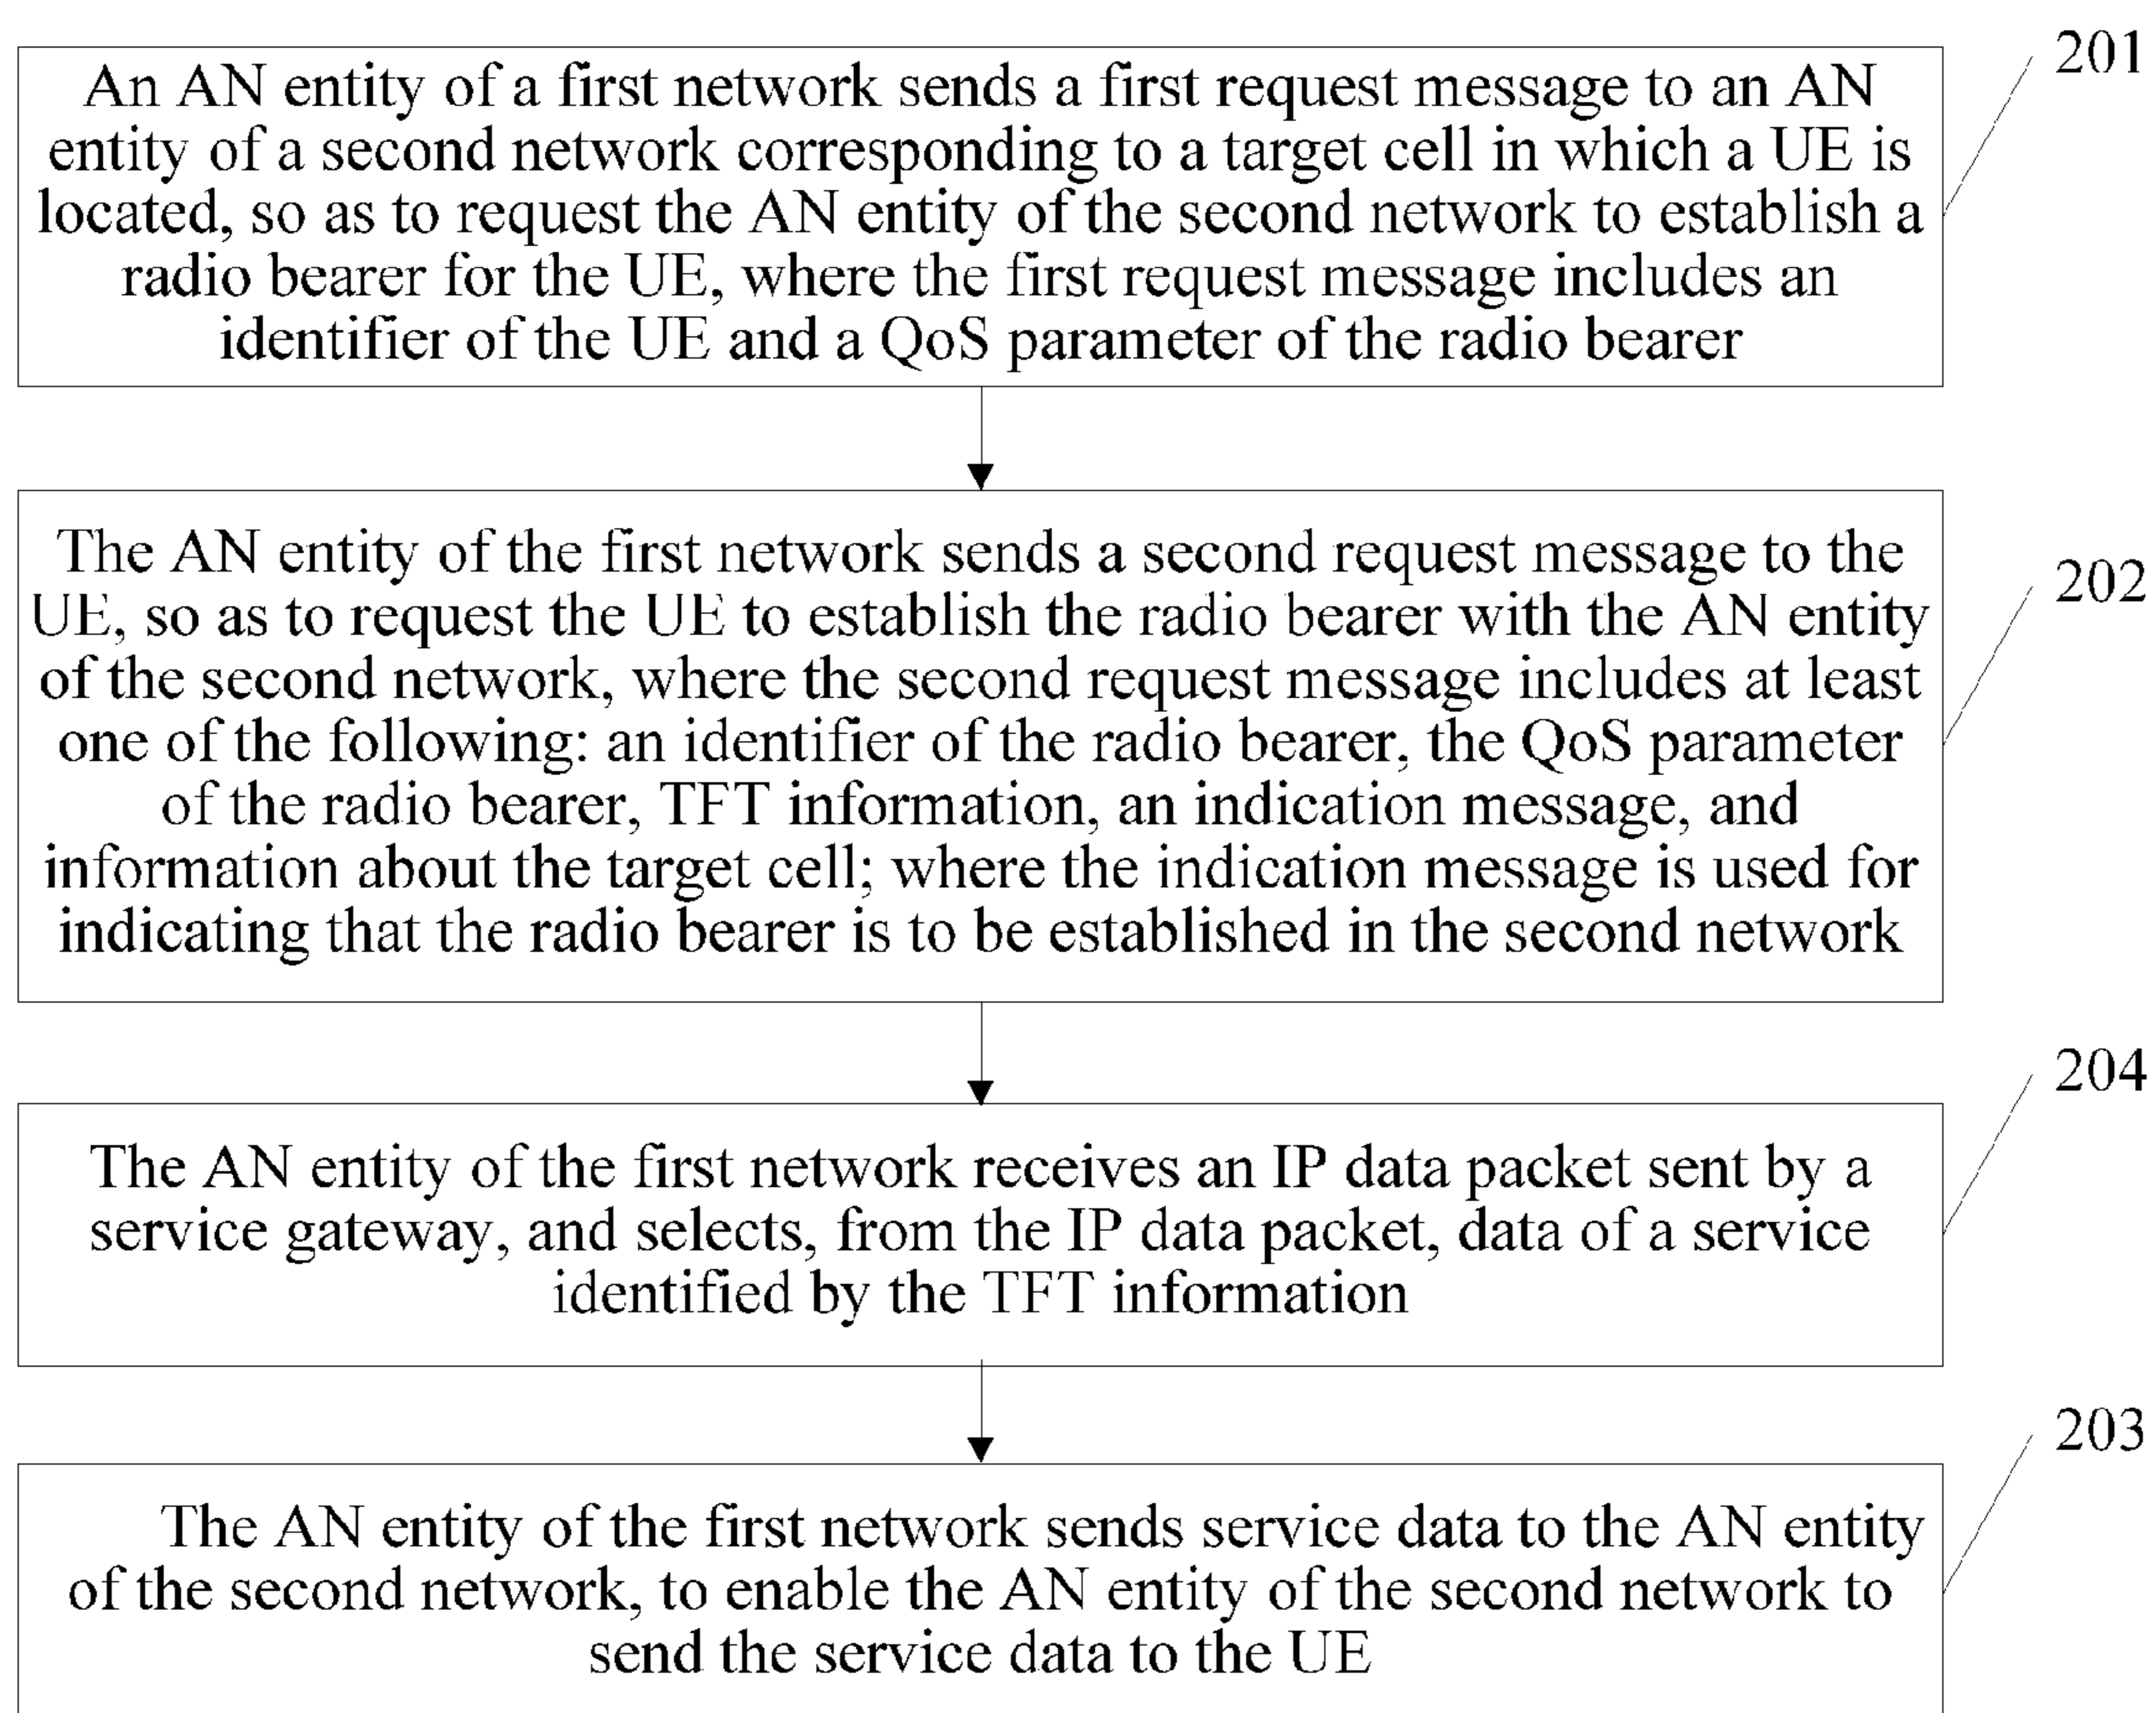 201
An AN entity of a first network sends a first request message to an AN
entity of a second network corresponding to a target cell in which a UE is
located, so as to request the AN entity of the second network to establish a
radio bearer for the UE, where the first request message includes an
identifier of the UE and a QoS parameter of the radio bearer
202
The AN entity of the first network sends a second request message to the
UE, so as to request the UE to establish the radio bearer with the AN entity
of the second network, where the second request message includes at least
one of the following: an identifier of the radio bearer, the QoS parameter
of the radio bearer, TFT information, an indication message, and
information about the target cell; where the indication message is used for
indicating that the radio bearer is to be established in the second network
204
The AN entity of the first network receives an IP data packet sent by a
service gateway, and selects, from the IP data packet, data of a service
identified by the TFT information
203
The AN entity of the first network sends service data to the AN entity
of the second network, to enable the AN entity of the second network to
send the service data to the UE